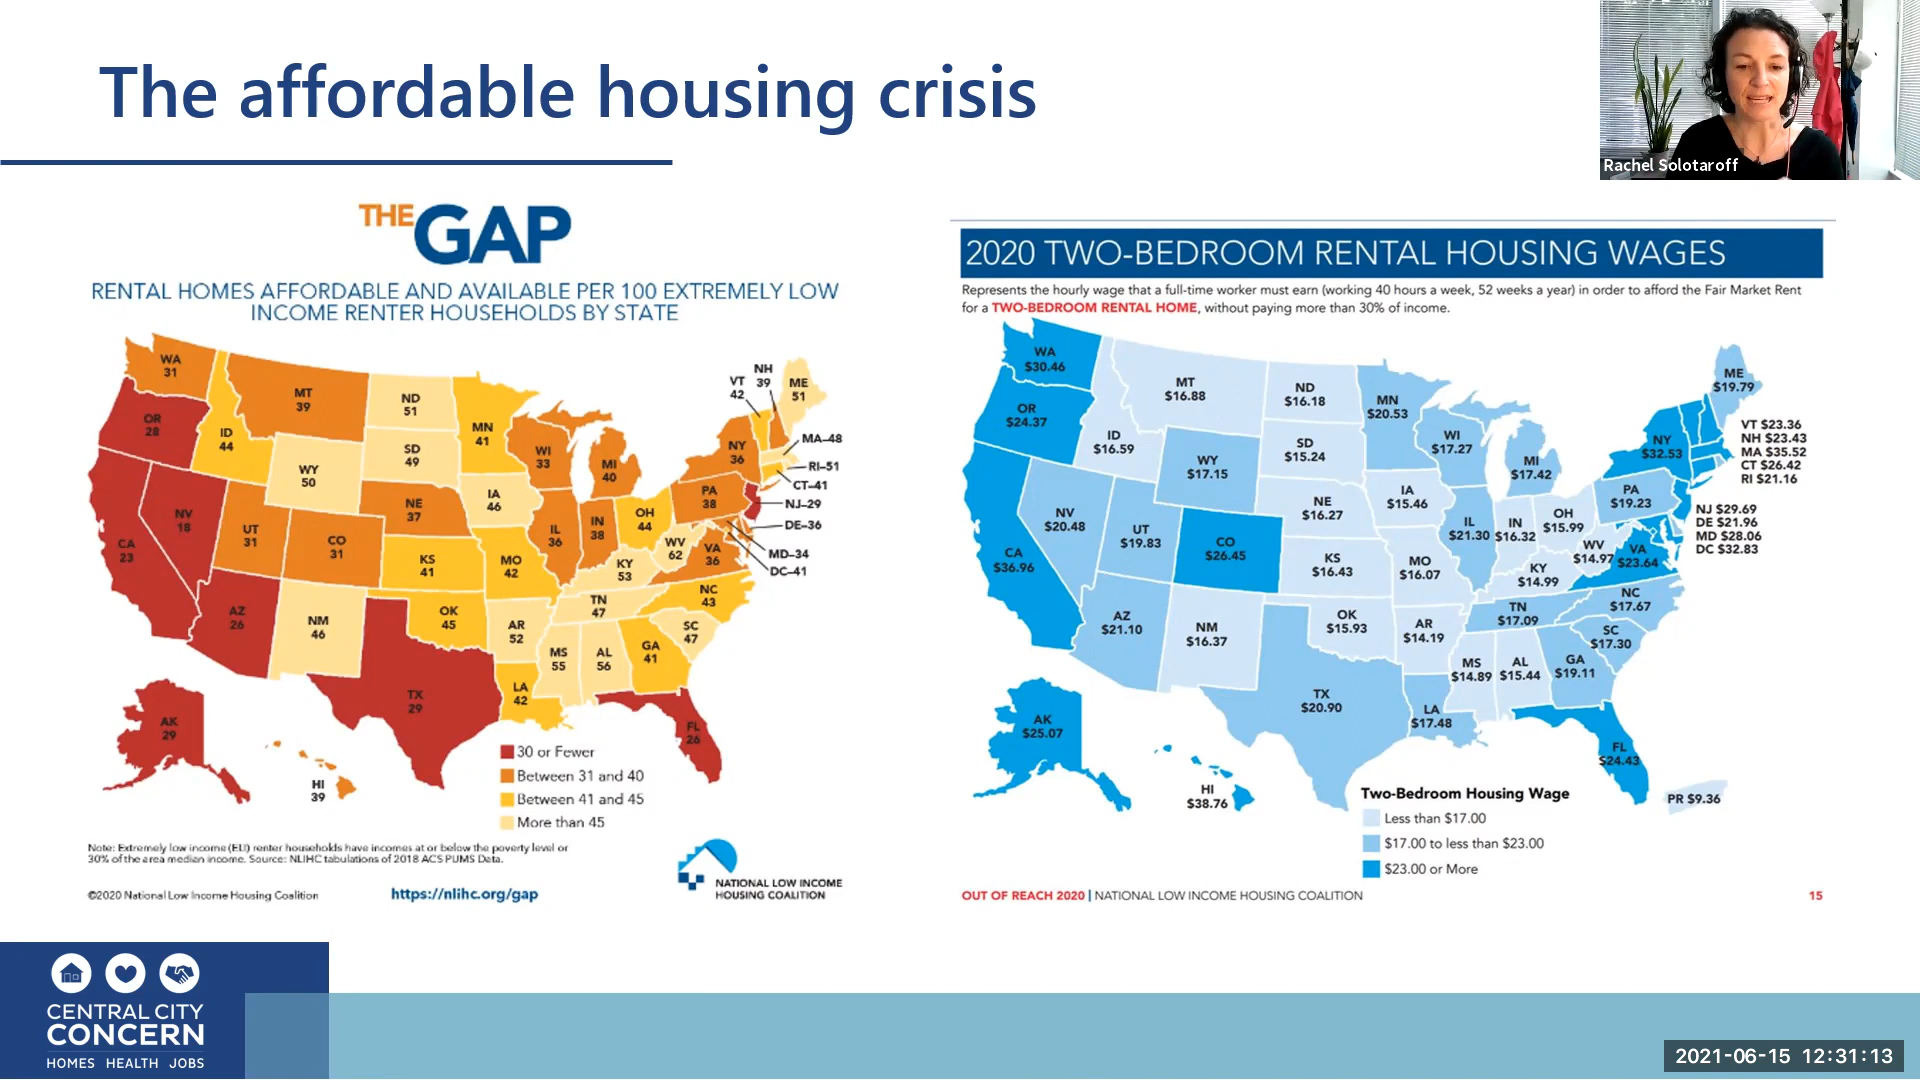 The affordable housing crisis
Rachel Solotaroff
THE GAP
RENTAL HOMES AFFORDABLE AND AVAILABLE PER 100 EXTREMELY LOW
INCOME RENTER HOUSEHOLDS BY STATE
WA
31
OR
28
ID
44
MT
39
ND
51
MN
41
WI
33
MI
40
NY
36
VT
42
NH
39
ME
51
MA–48
RI–51
CT–41
NJ–29
DE–36
MD–34
DC–41
WY
50
SD
49
IA
46
NE
37
NV
18
UT
31
CO
31
CA
23
KS
41
MO
42
IL
36
IN
38
OH
44
PA
38
WV
62
VA
36
KY
53
NC
43
TN
47
SC
47
AZ
26
NM
46
OK
45
AR
52
MS
55
AL
56
GA
41
LA
42
TX
29
FL
26
AK
29
HI
39
30 or Fewer
Between 31 and 40
Between 41 and 45
More than 45
Note: Extremely low income (ELI) renter households have incomes at or below the poverty level or
30% of the area median income. Source: NLIHC tabulations of 2018 ACS PUMS Data.
©2020 National Low Income Housing Coalition
https://nlihc.org/gap
NATIONAL LOW INCOME
HOUSING COALITION
2020 TWO-BEDROOM RENTAL HOUSING WAGES
Represents the hourly wage that a full-time worker must earn (working 40 hours a week, 52 weeks a year) in order to afford the Fair Market Rent
for a TWO-BEDROOM RENTAL HOME, without paying more than 30% of income.
WA
$30.46
OR
$24.37
ID
$16.59
MT
$16.88
ND
$16.18
MN
$20.53
WI
$17.27
MI
$17.42
NY
$32.53
ME
$19.79
VT $23.36
NH $23.43
MA $35.52
CT $26.42
RI $21.16
NJ $29.69
DE $21.96
MD $28.06
DC $32.83
WY
$17.15
SD
$15.24
IA
$15.46
NE
$16.27
NV
$20.48
UT
$19.83
CO
$26.45
CA
$36.96
KS
$16.43
MO
$16.07
IL
$21.30
IN
$16.32
OH
$15.99
PA
$19.23
WV
$14.97
VA
$23.64
KY
$14.99
NC
$17.67
TN
$17.09
SC
$17.30
AZ
$21.10
NM
$16.37
OK
$15.93
AR
$14.19
MS
$14.89
AL
$15.44
GA
$19.11
LA
$17.48
TX
$20.90
FL
$24.43
AK
$25.07
HI
$38.76
PR $9.36
Two-Bedroom Housing Wage
Less than $17.00
$17.00 to less than $23.00
$23.00 or More
OUT OF REACH 2020 | NATIONAL LOW INCOME HOUSING COALITION
15
CENTRAL CITY
CONCERN
HOMES HEALTH JOBS
2021-06-15 12:31:13